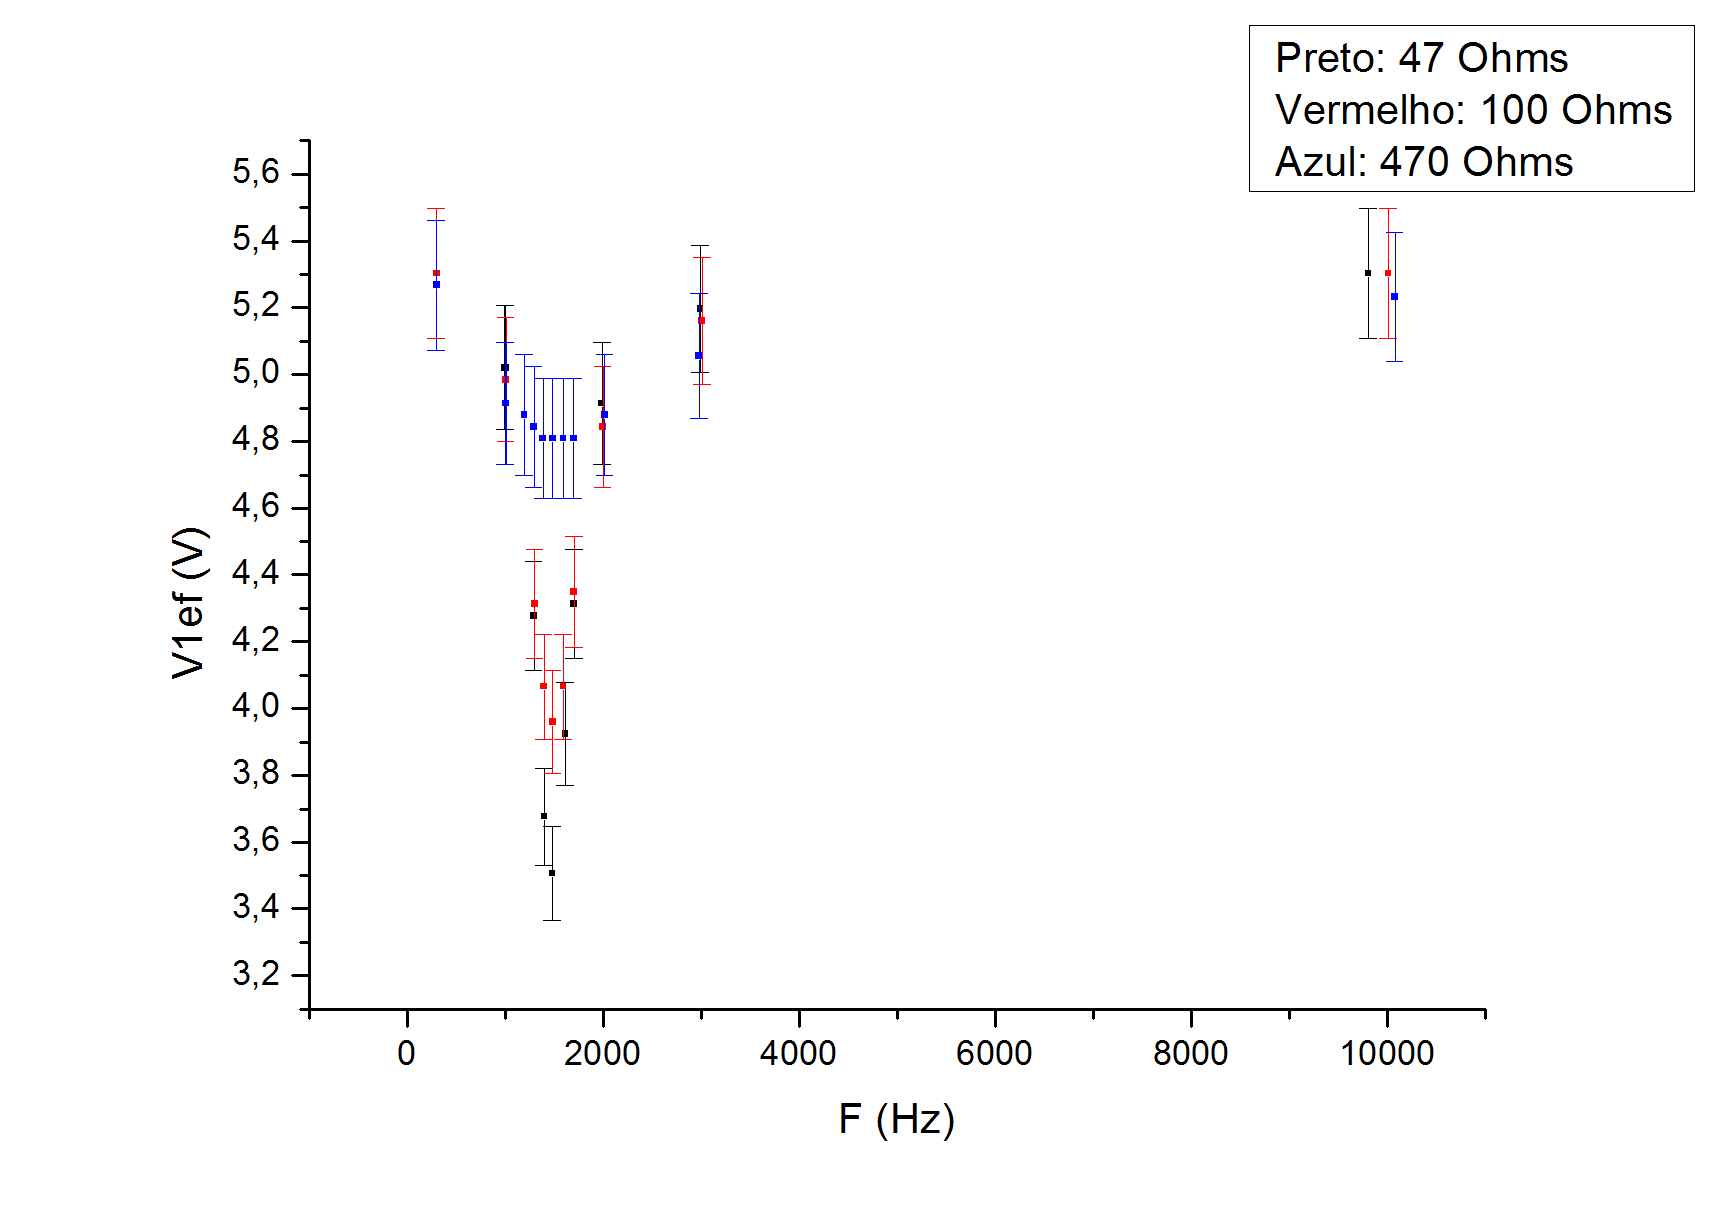 Preto: 47 Ohms
Vermelho: 100 Ohms
Azul: 470 Ohms
5,6
5,4
5,2
5,0
4,8
4,6
4,4
4,2
4,0
3,8
3,6
3,4
3,2
V1ef (V)
0 2000 4000 6000 8000 10000
F (Hz)